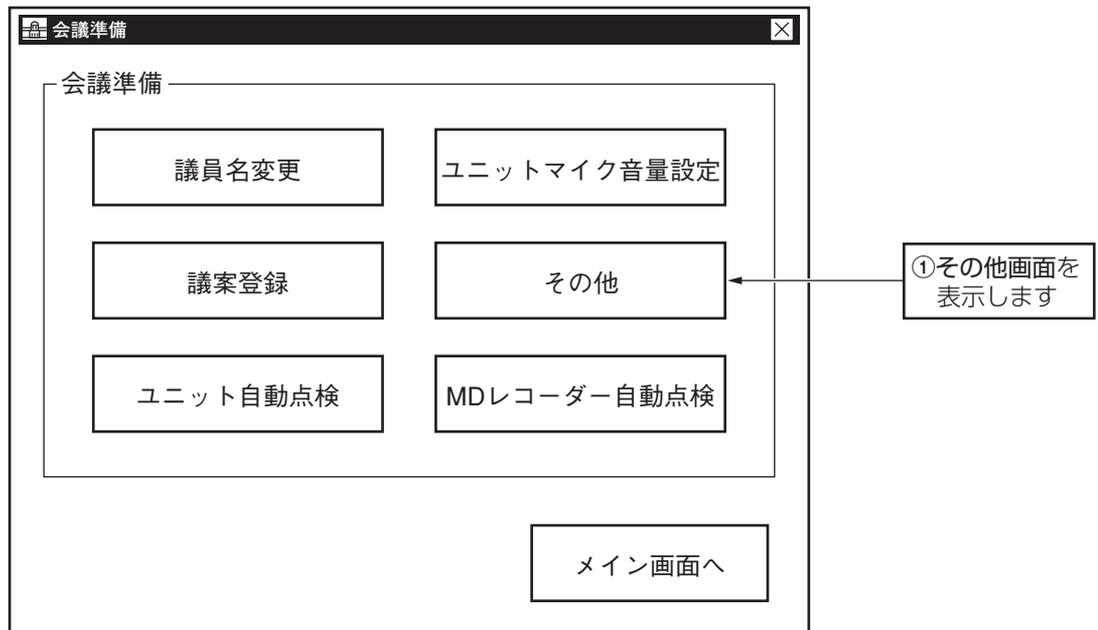 会議準備
会議準備
議員名変更
ユニットマイク音量設定
議案登録
その他
①その他画面を
表示します
ユニット自動点検
MDレコーダー自動点検
メイン画面へ